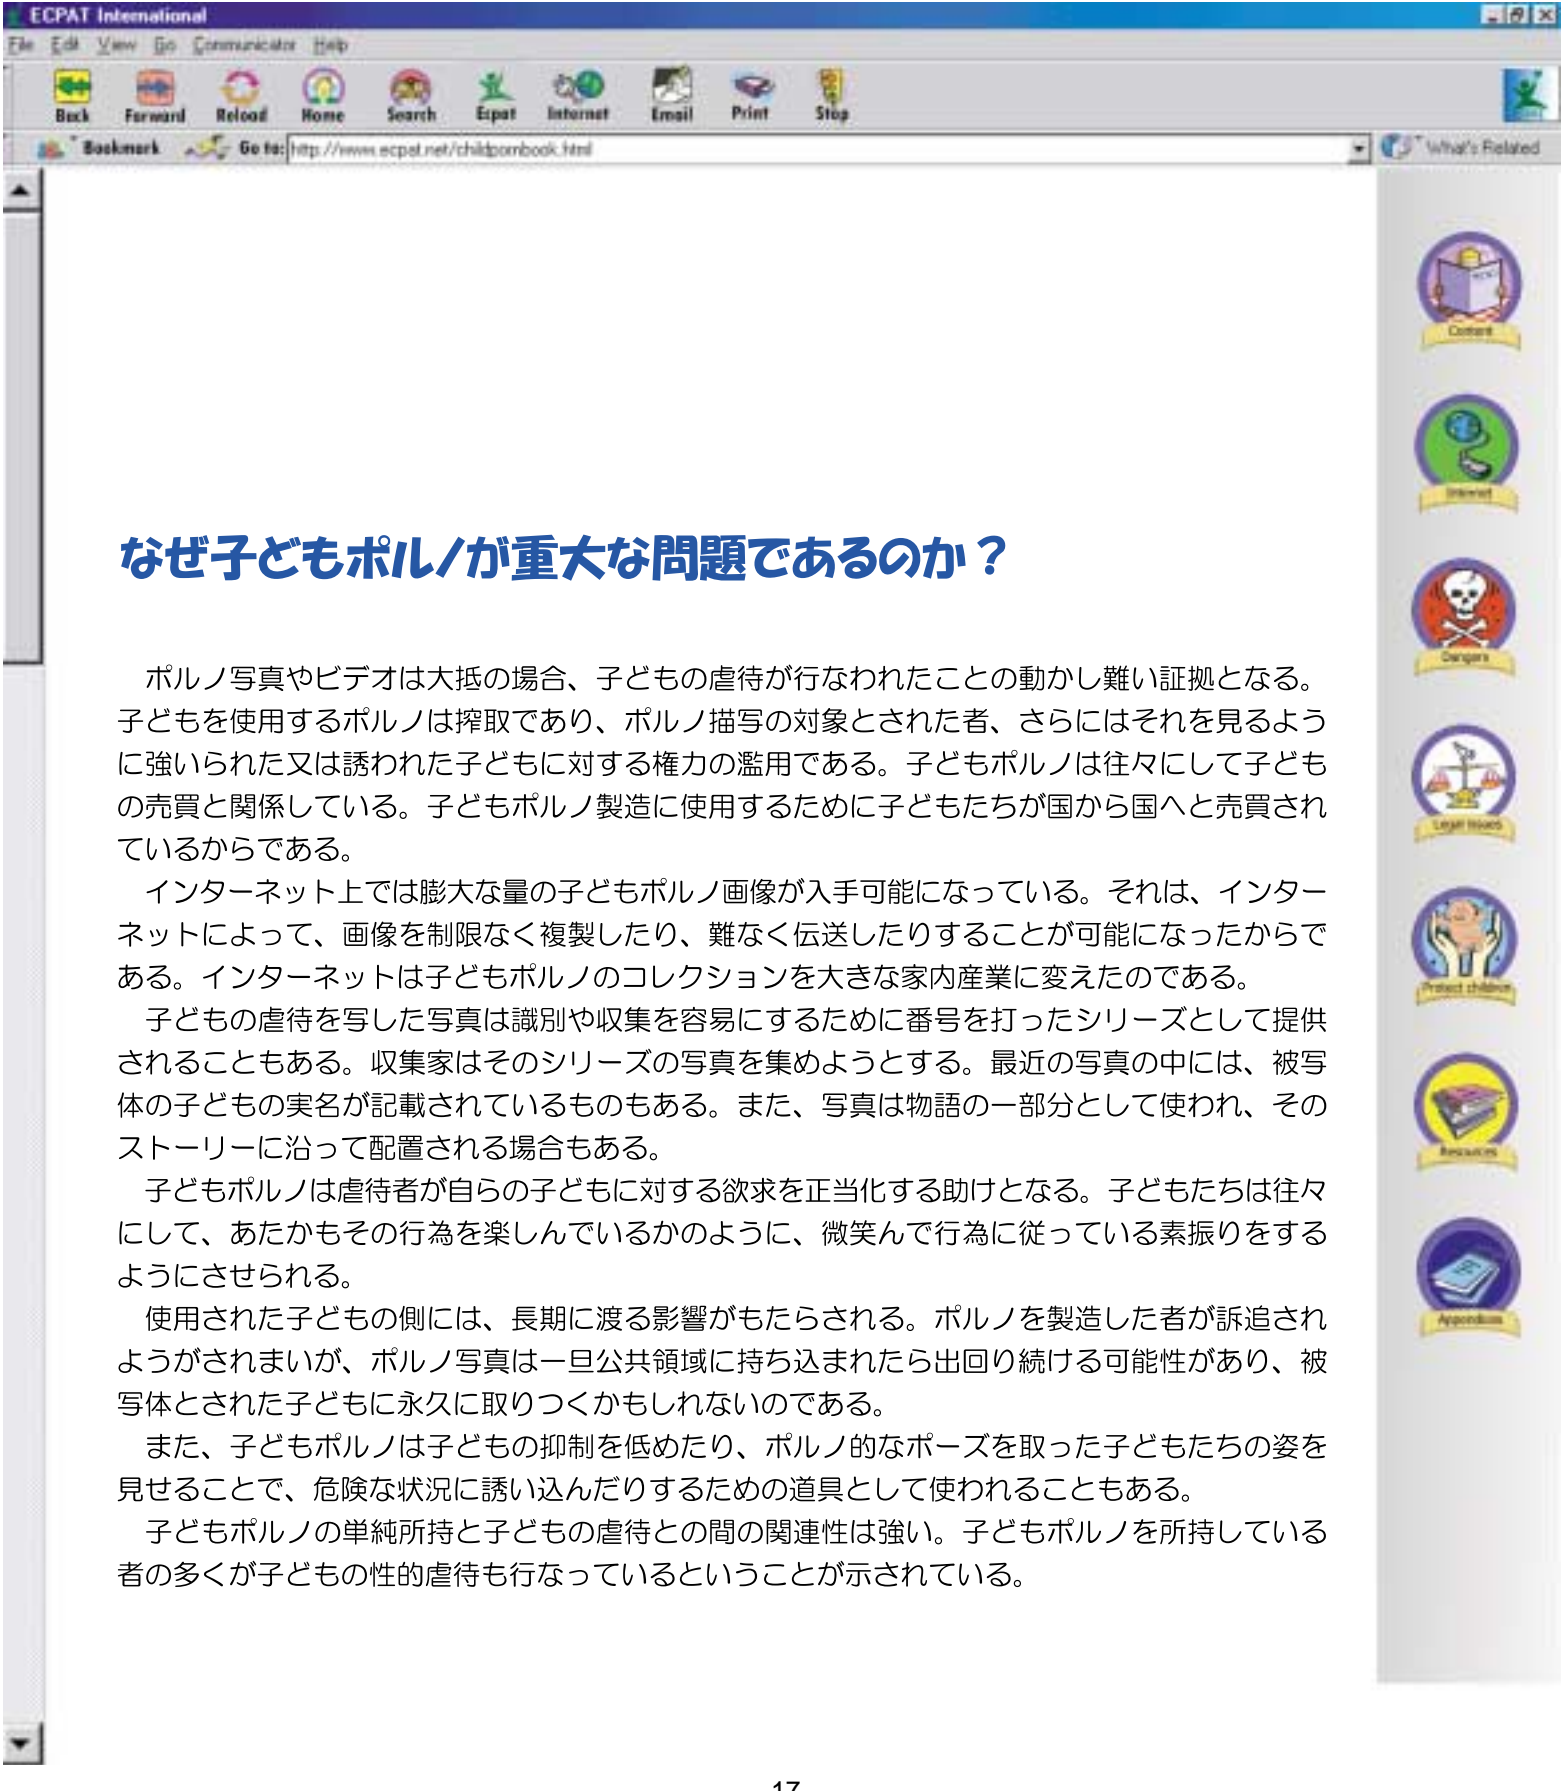 ECPAT International
File Edit View Go Communicator Help
Back Forward Reload Home Search Ecpat Internet Email Print Stop
Bookmark Go to: http://www.ecpat.net/childpornbook.html What's Related
Content
Internet
Dangers
Legal Issues
Protect children
Resources
Appendices
なぜ子どもポルノが重大な問題であるのか？
ポルノ写真やビデオは大抵の場合、子どもの虐待が行なわれたことの動かし難い証拠となる。
子どもを使用するポルノは搾取であり、ポルノ描写の対象とされた者、さらにはそれを見るよう
に強いられた又は誘われた子どもに対する権力の濫用である。子どもポルノは往々にして子ども
の売買と関係している。子どもポルノ製造に使用するために子どもたちが国から国へと売買され
ているからである。
インターネット上では膨大な量の子どもポルノ画像が入手可能になっている。それは、インター
ネットによって、画像を制限なく複製したり、難なく伝送したりすることが可能になったからで
ある。インターネットは子どもポルノのコレクションを大きな家内産業に変えたのである。
子どもの虐待を写した写真は識別や収集を容易にするために番号を打ったシリーズとして提供
されることもある。収集家はそのシリーズの写真を集めようとする。最近の写真の中には、被写
体の子どもの実名が記載されているものもある。また、写真は物語の一部分として使われ、その
ストーリーに沿って配置される場合もある。
子どもポルノは虐待者が自らの子どもに対する欲求を正当化する助けとなる。子どもたちは往々
にして、あたかもその行為を楽しんでいるかのように、微笑んで行為に従っている素振りをする
ようにさせられる。
使用された子どもの側には、長期に渡る影響がもたらされる。ポルノを製造した者が訴追され
ようがされまいが、ポルノ写真は一旦公共領域に持ち込まれたら出回り続ける可能性があり、被
写体とされた子どもに永久に取りつくかもしれないのである。
また、子どもポルノは子どもの抑制を低めたり、ポルノ的なポーズを取った子どもたちの姿を
見せることで、危険な状況に誘い込んだりするための道具として使われることもある。
子どもポルノの単純所持と子どもの虐待との間の関連性は強い。子どもポルノを所持している
者の多くが子どもの性的虐待も行なっているということが示されている。
17